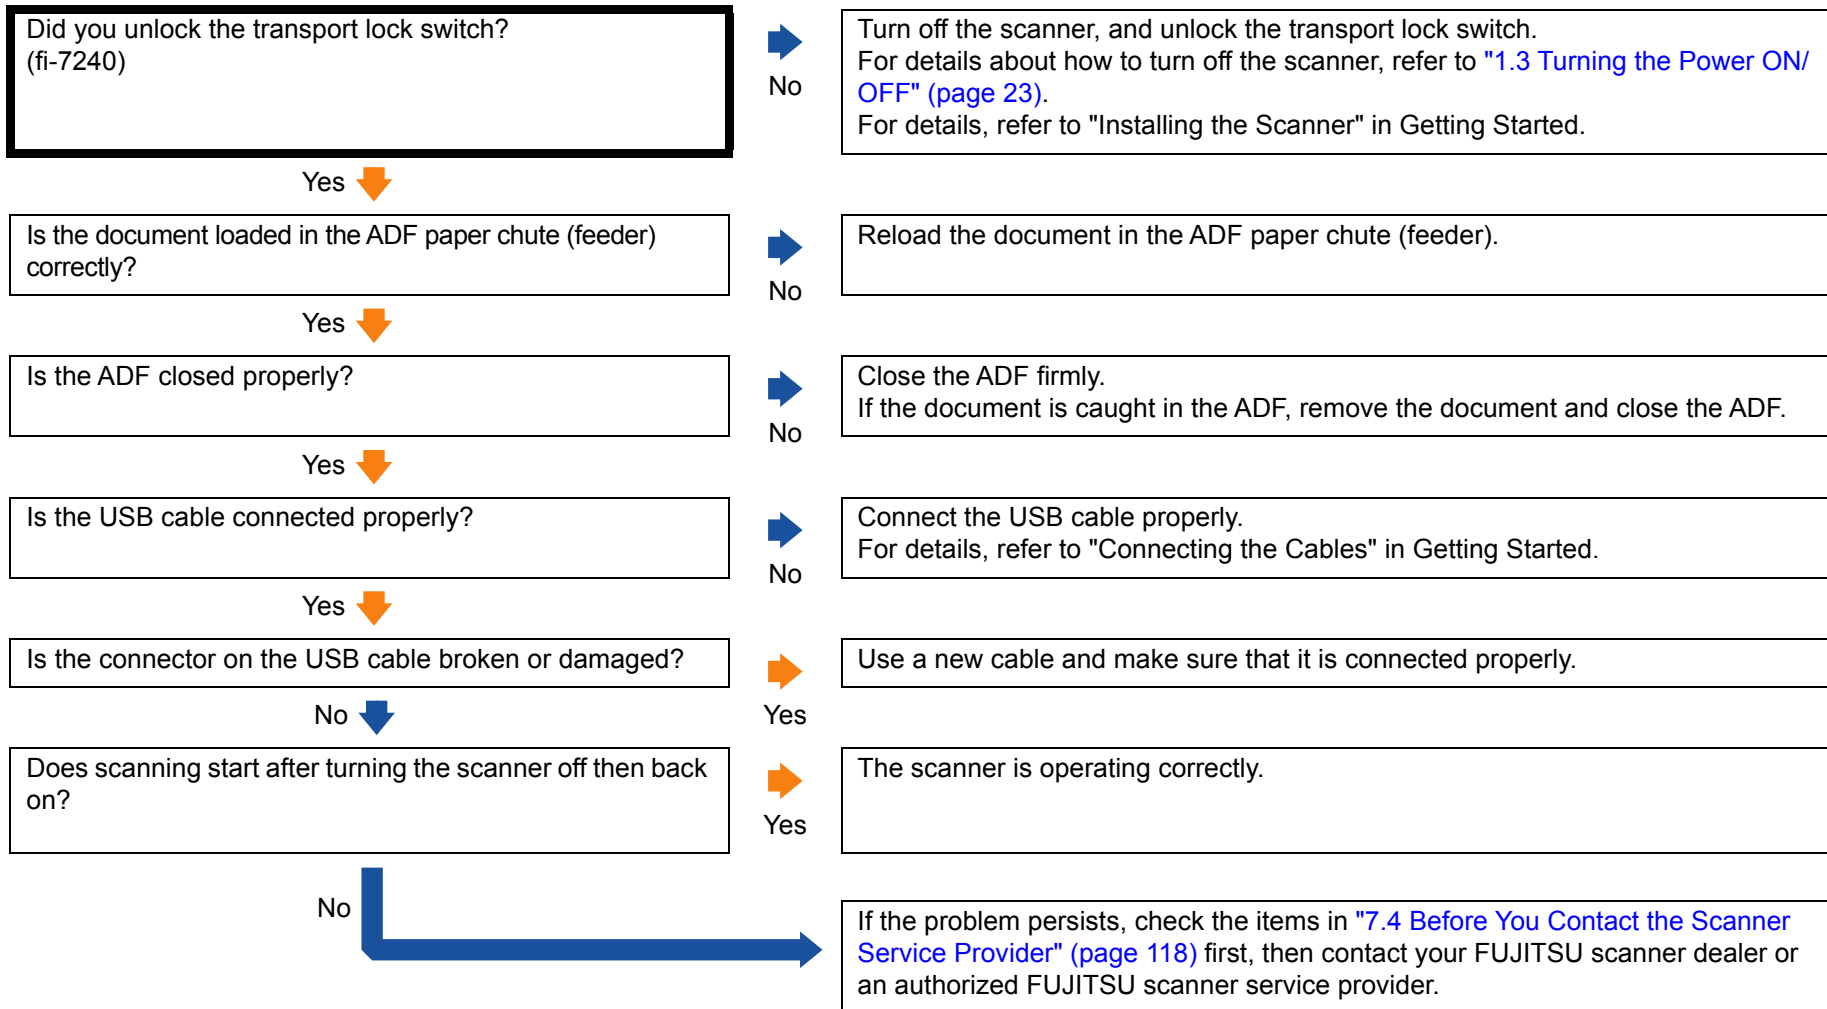 Did you unlock the transport lock switch?
(fi-7240)
No
Turn off the scanner, and unlock the transport lock switch.
For details about how to turn off the scanner, refer to "1.3 Turning the Power ON/
OFF" (page 23).
For details, refer to "Installing the Scanner" in Getting Started.
Yes
Is the document loaded in the ADF paper chute (feeder)
correctly?
No
Reload the document in the ADF paper chute (feeder).
Yes
Is the ADF closed properly?
No
Close the ADF firmly.
If the document is caught in the ADF, remove the document and close the ADF.
Yes
Is the USB cable connected properly?
No
Connect the USB cable properly.
For details, refer to "Connecting the Cables" in Getting Started.
Yes
Is the connector on the USB cable broken or damaged?
Yes
Use a new cable and make sure that it is connected properly.
No
Does scanning start after turning the scanner off then back
on?
Yes
The scanner is operating correctly.
No
If the problem persists, check the items in "7.4 Before You Contact the Scanner
Service Provider" (page 118) first, then contact your FUJITSU scanner dealer or
an authorized FUJITSU scanner service provider.